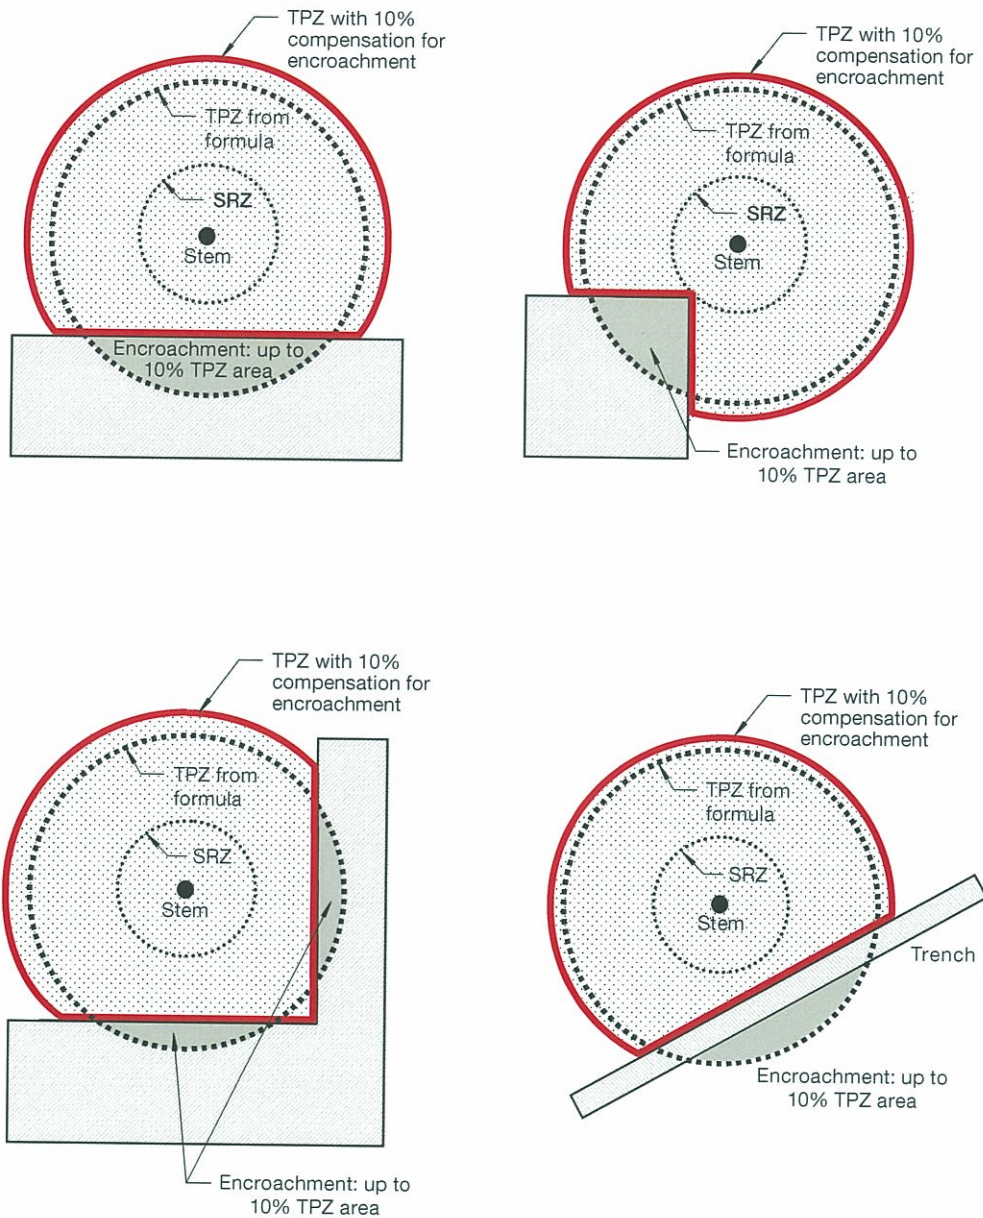 TPZ with 10%
compensation for
encroachment
TPZ from
formula
SRZ
Stem
Encroachment: up to
10% TPZ area
TPZ with 10%
compensation for
encroachment
TPZ from
formula
SRZ
Stem
Encroachment: up to
10% TPZ area
TPZ with 10%
compensation for
encroachment
TPZ from
formula
SRZ
Stem
Encroachment: up to
10% TPZ area
TPZ with 10%
compensation for
encroachment
TPZ from
formula
SRZ
Stem
Trench
Encroachment: up to
10% TPZ area